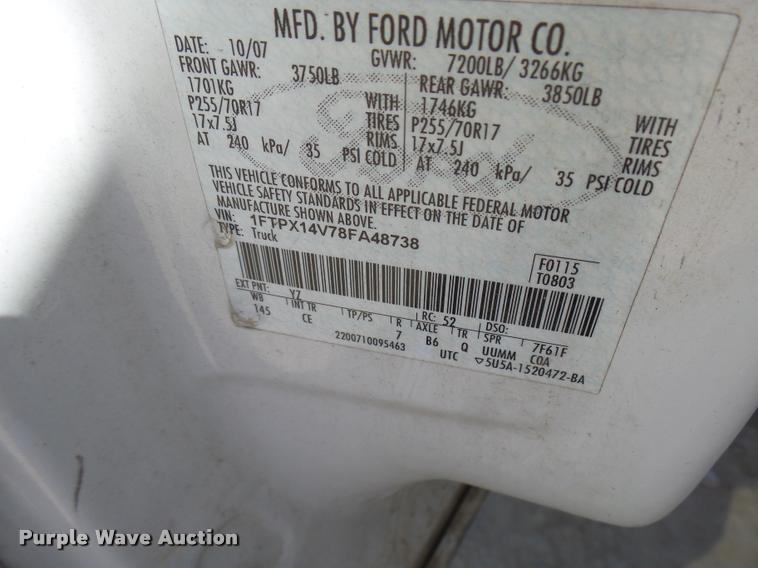 MFD. BY FORD MOTOR CO.
DATE: 10/07 GVWR: 7200LB/ 3266KG
FRONT GAWR: 3750LB REAR GAWR: 3850LB
1701KG WITH 1746KG WITH
P255/70R17 TIRES P255/70R17 TIRES
17x7.5J RIMS 17x7.5J RIMS
AT 240 kPa/ 35 PSI COLD AT 240 kPa/ 35 PSI COLD
THIS VEHICLE CONFORMS TO ALL APPLICABLE FEDERAL MOTOR
VEHICLE SAFETY STANDARDS IN EFFECT ON THE DATE OF
MANUFACTURE SHOWN ABOVE.
VIN: 1FTPX14V78FA48738
TYPE: Truck
F0115
T0803
EXT PNT: YZ RC: 52 DSO:
WB INT TR TP/PS R AXLE TR SPR 7F61F
145 CE 7 B6 Q UUMM COA
2200710095463 UTC ▽5U5A-1520472-BA
Ford
Purple Wave Auction